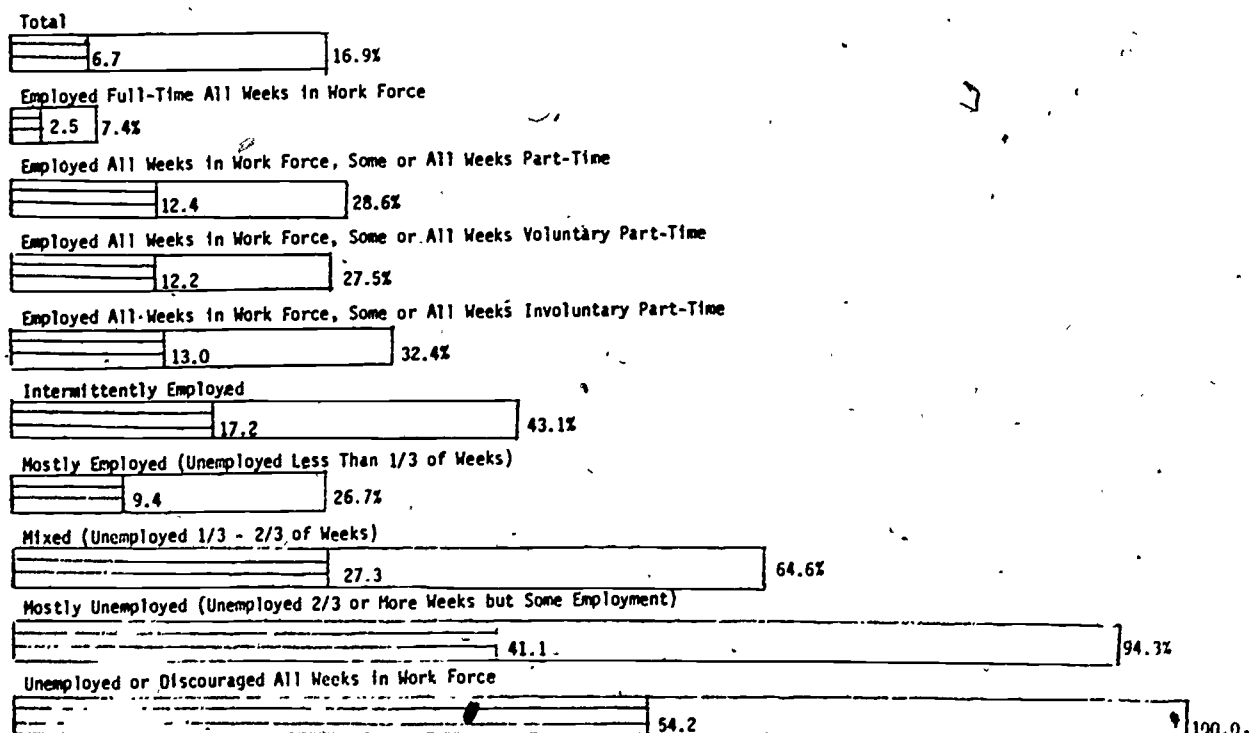 Total
6.7 16.9%
Employed Full-Time All Weeks in Work Force
2.5 7.4%
Employed All Weeks in Work Force, Some or All Weeks Part-Time
12.4 28.6%
Employed All Weeks in Work Force, Some or All Weeks Voluntary Part-Time
12.2 27.5%
Employed All Weeks in Work Force, Some or All Weeks Involuntary Part-Time
13.0 32.4%
Intermittently Employed
17.2 43.1%
Mostly Employed (Unemployed Less Than 1/3 of Weeks)
9.4 26.7%
Mixed (Unemployed 1/3 - 2/3 of Weeks)
27.3 64.6%
Mostly Unemployed (Unemployed 2/3 or More Weeks but Some Employment)
41.1 94.3%
Unemployed or Discouraged All Weeks in Work Force
54.2 100.0